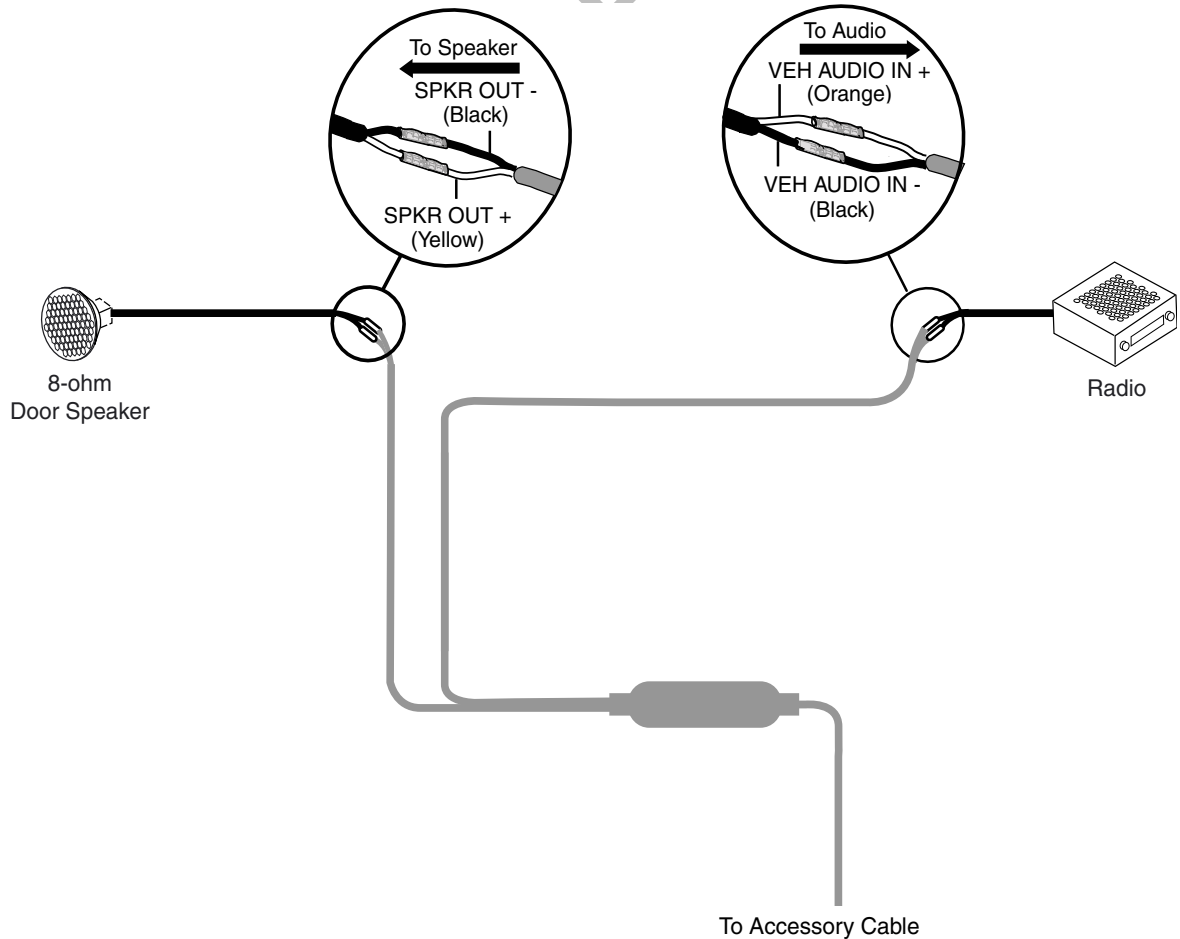 To Speaker
SPKR OUT -
(Black)
SPKR OUT +
(Yellow)
To Audio
VEH AUDIO IN +
(Orange)
VEH AUDIO IN -
(Black)
8-ohm
Door Speaker
Radio
To Accessory Cable